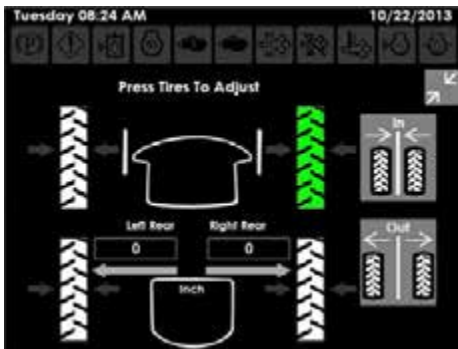 Tuesday 08:24 AM 10/22/2013
Press Tires To Adjust
In
Left Rear Right Rear
0 0
Out
Inch